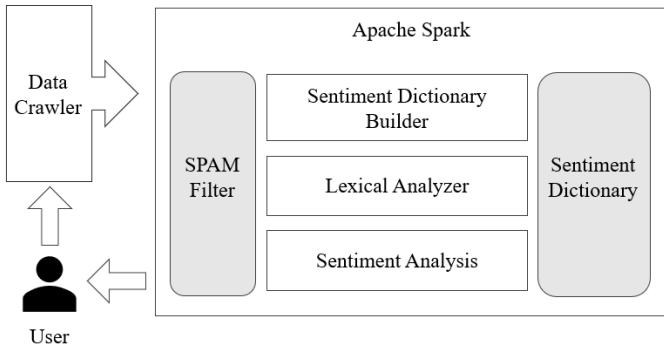 Apache Spark
Data
Crawler
SPAM
Filter
Sentiment Dictionary
Builder
Lexical Analyzer
Sentiment Analysis
Sentiment
Dictionary
User